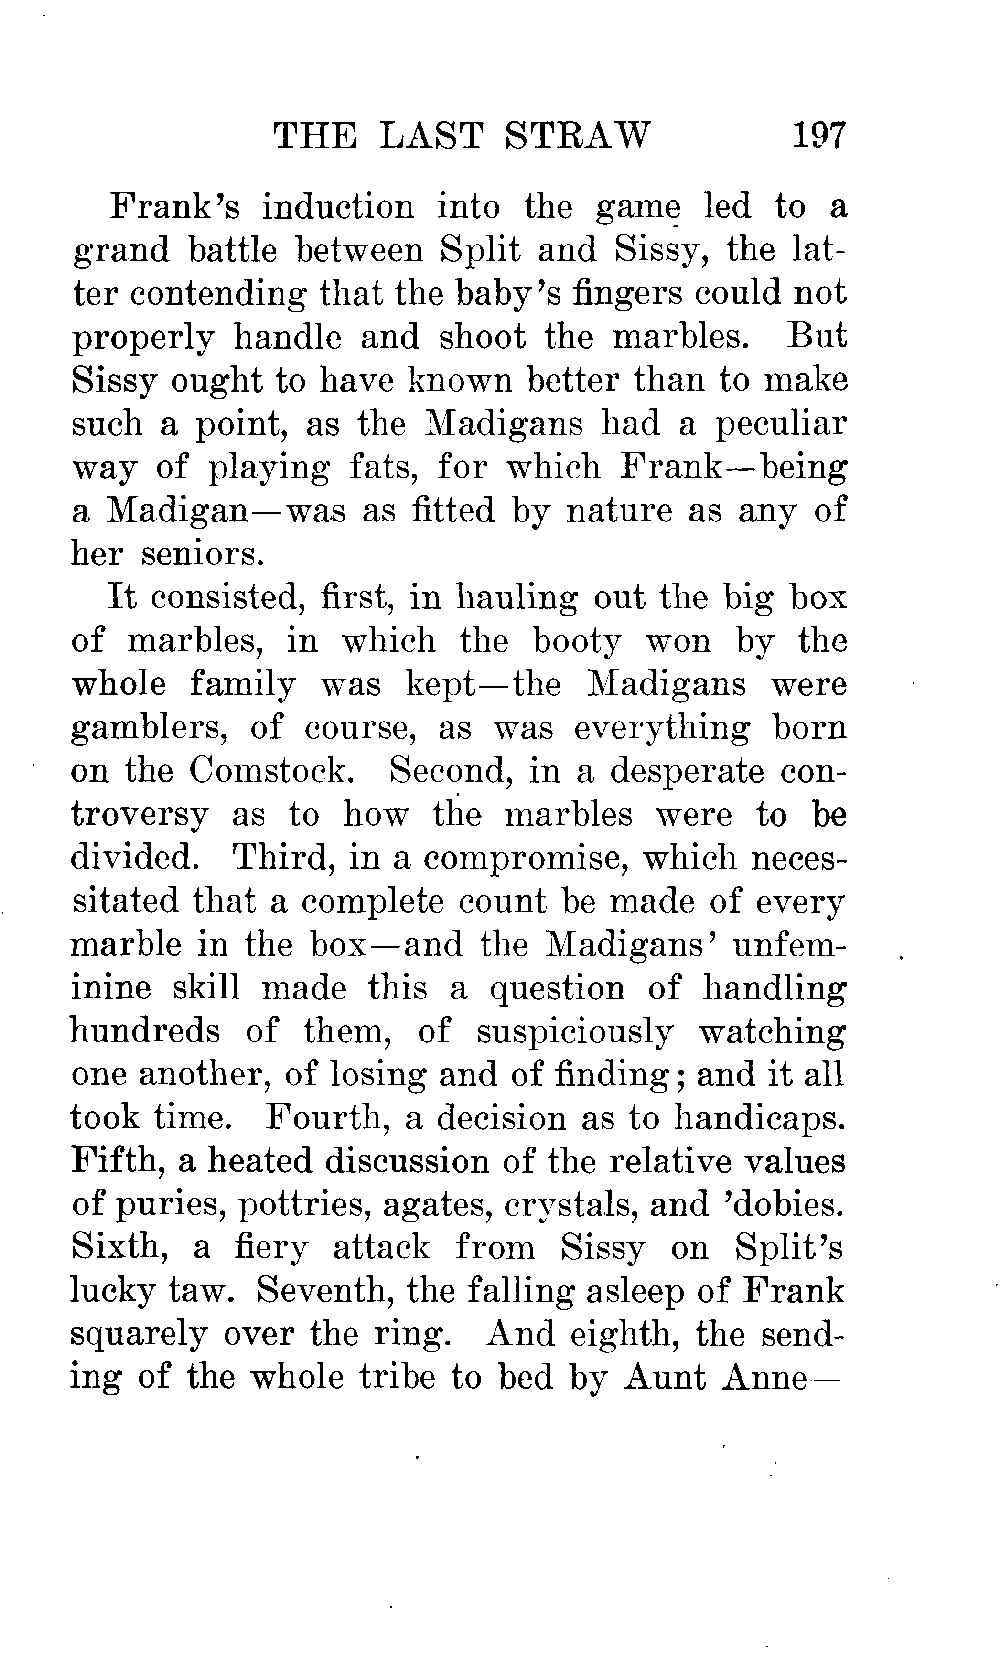 THE LAST STRAW 197
Frank's induction into the game led to a
grand battle between Split and Sissy, the lat-
ter contending that the baby's fingers could not
properly handle and shoot the marbles. But
Sissy ought to have known better than to make
such a point, as the Madigans had a peculiar
way of playing fats, for which Frank—being
a Madigan—was as fitted by nature as any of
her seniors.
It consisted, first, in hauling out the big box
of marbles, in which the booty won by the
whole family was kept—the Madigans were
gamblers, of course, as was everything born
on the Comstock. Second, in a desperate con-
troversy as to how the marbles were to be
divided. Third, in a compromise, which neces-
sitated that a complete count be made of every
marble in the box—and the Madigans' unfem-
inine skill made this a question of handling
hundreds of them, of suspiciously watching
one another, of losing and of finding; and it all
took time. Fourth, a decision as to handicaps.
Fifth, a heated discussion of the relative values
of puries, pottries, agates, crystals, and 'dobies.
Sixth, a fiery attack from Sissy on Split's
lucky taw. Seventh, the falling asleep of Frank
squarely over the ring. And eighth, the send-
ing of the whole tribe to bed by Aunt Anne—